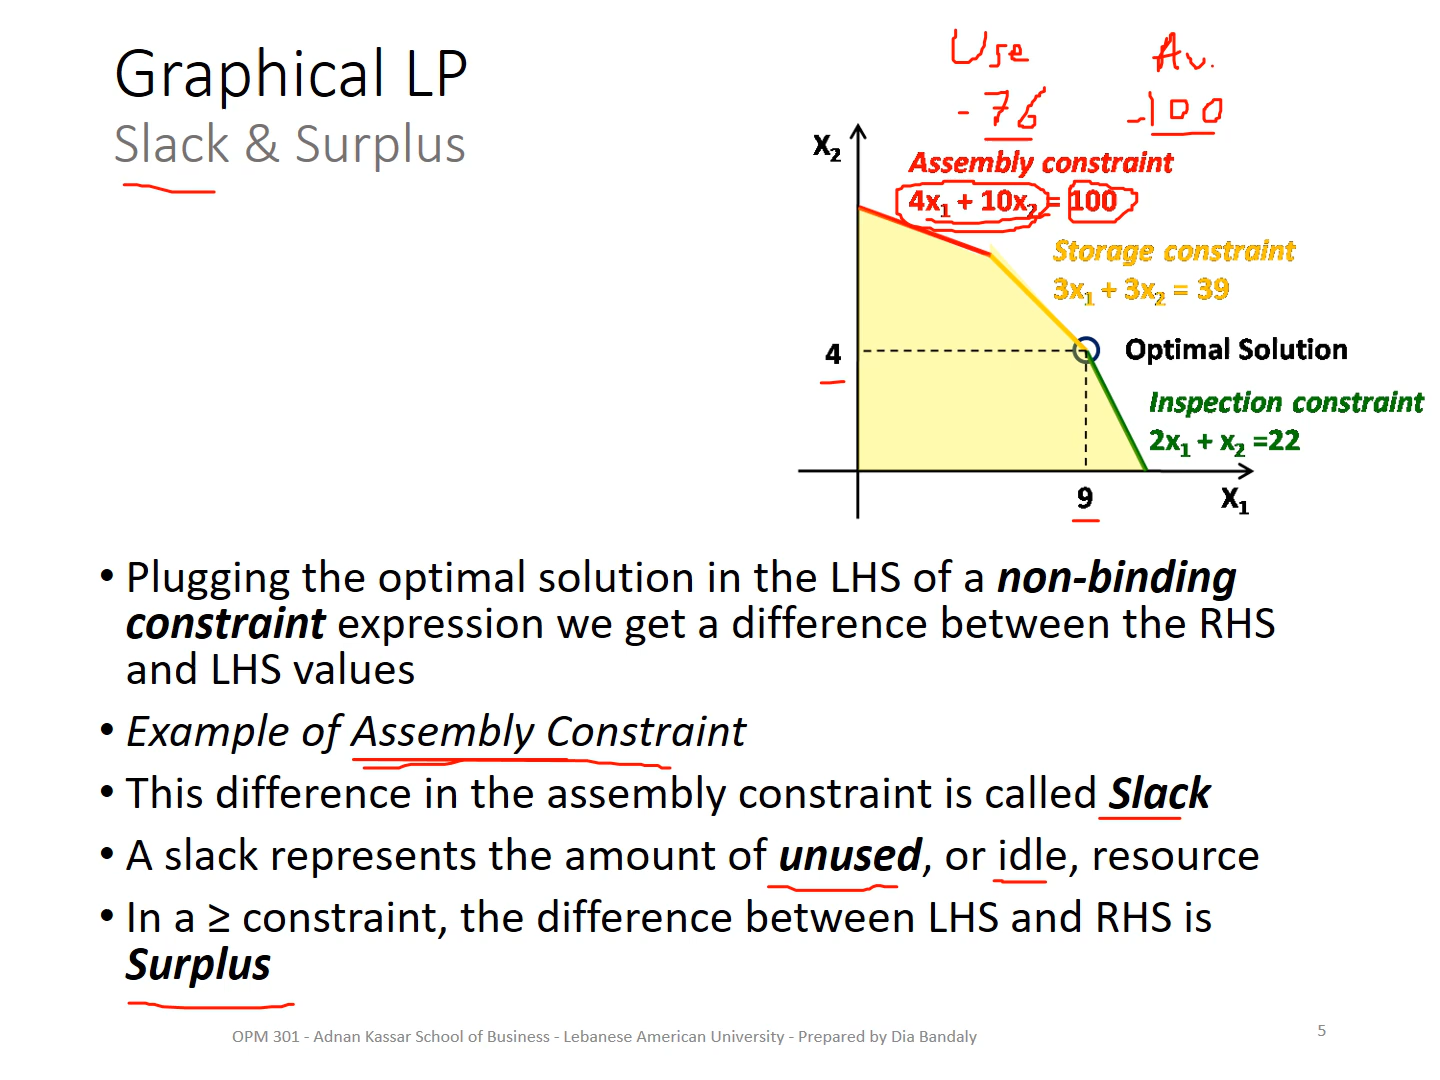 Graphical LP
Slack & Surplus
Use Av.
- 76 - 100
X₂
Assembly constraint
4x₁ + 10x₂ = 100
Storage constraint
3x₁ + 3x₂ = 39
4
Optimal Solution
Inspection constraint
2x₁ + x₂ =22
9
X₁
• Plugging the optimal solution in the LHS of a non-binding
constraint expression we get a difference between the RHS
and LHS values
• Example of Assembly Constraint
• This difference in the assembly constraint is called Slack
• A slack represents the amount of unused, or idle, resource
• In a ≥ constraint, the difference between LHS and RHS is
Surplus
OPM 301 - Adnan Kassar School of Business - Lebanese American University - Prepared by Dia Bandaly
5